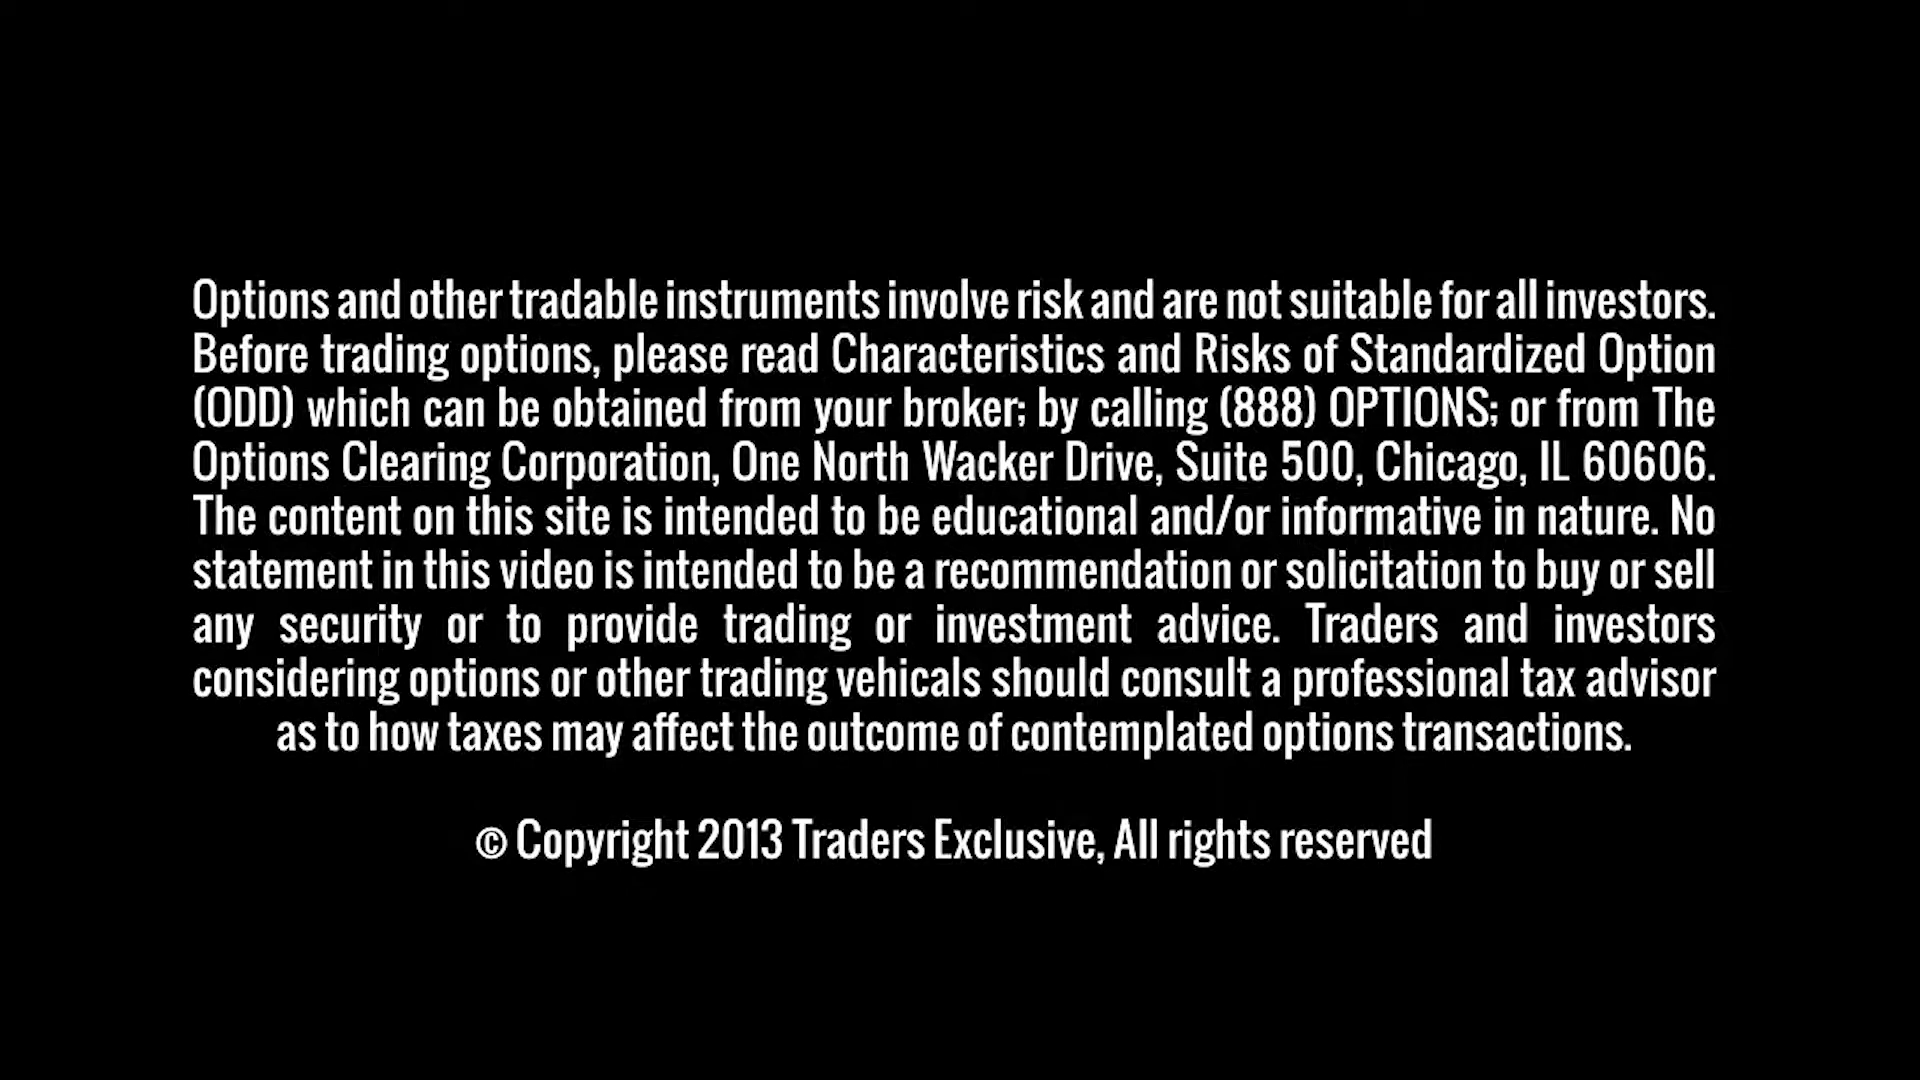 Options and other tradable instruments involve risk and are not suitable for all investors.
Before trading options, please read Characteristics and Risks of Standardized Option
(ODD) which can be obtained from your broker; by calling (888) OPTIONS; or from The
Options Clearing Corporation, One North Wacker Drive, Suite 500, Chicago, IL 60606.
The content on this site is intended to be educational and/or informative in nature. No
statement in this video is intended to be a recommendation or solicitation to buy or sell
any security or to provide trading or investment advice. Traders and investors
considering options or other trading vehicals should consult a professional tax advisor
as to how taxes may affect the outcome of contemplated options transactions.
© Copyright 2013 Traders Exclusive, All rights reserved